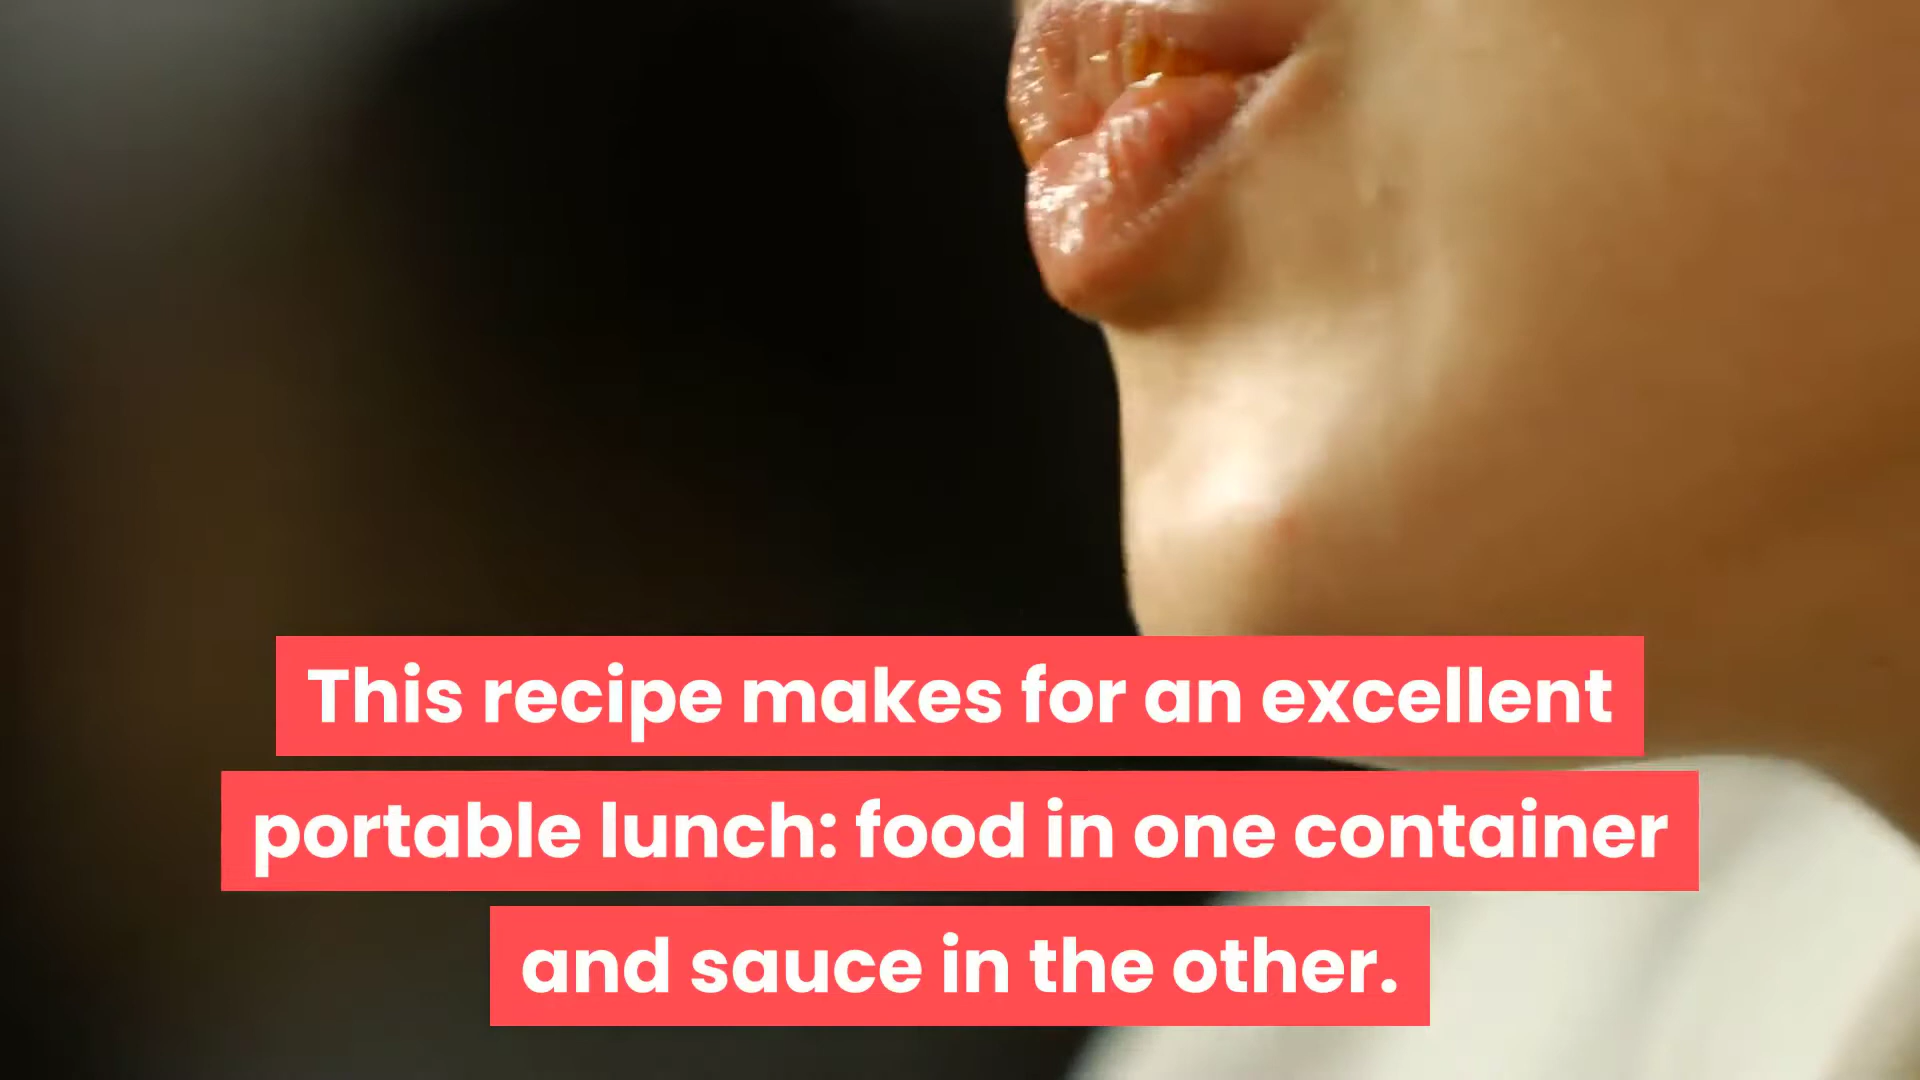 This recipe makes for an excellent
portable lunch: food in one container
and sauce in the other.